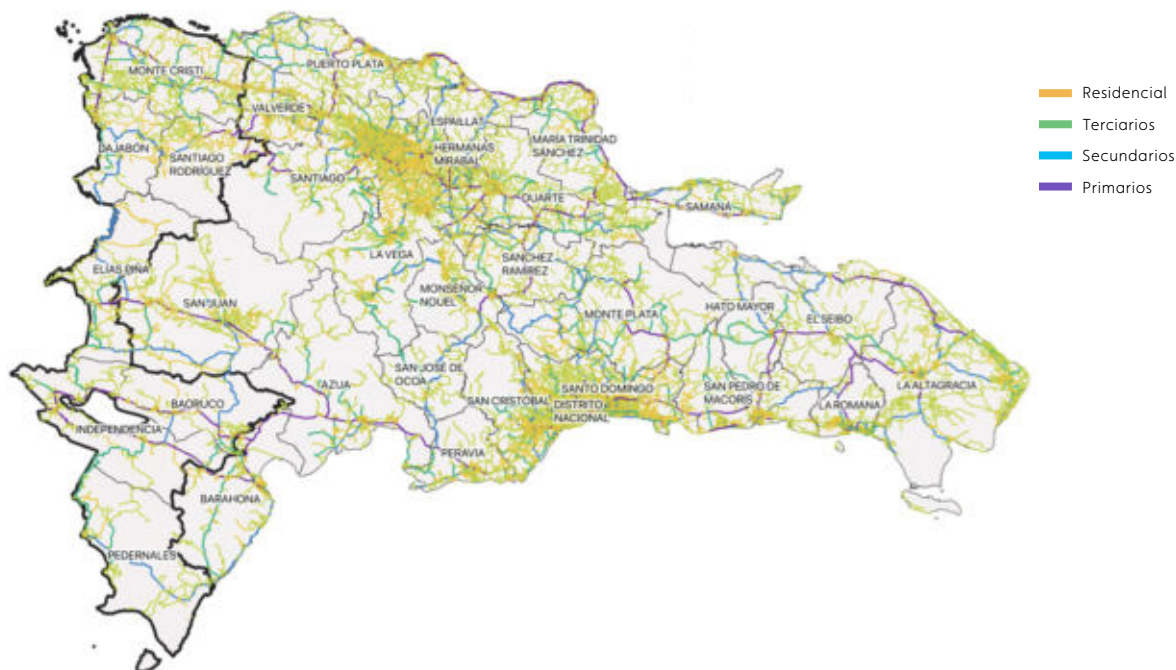 MONTE CRISTI
PUERTO PLATA
VALVERDE
ESPAILLAT
HERMANAS
MIRABAL
MARÍA TRINIDAD
SÁNCHEZ
DAJABÓN
SANTIAGO
RODRÍGUEZ
SANTIAGO
DUARTE
SAMANÁ
LA VEGA
SÁNCHEZ
RAMÍREZ
ELÍAS PIÑA
SAN JUAN
MONSEÑOR
NOUEL
MONTE PLATA
HATO MAYOR
EL SEIBO
SAN JOSÉ DE
OCOA
AZUA
SANTO DOMINGO
SAN PEDRO DE
MACORÍS
LA ALTAGRACIA
BAORUCO
SAN CRISTÓBAL
DISTRITO
NACIONAL
LA ROMANA
INDEPENDENCIA
PERAVIA
BARAHONA
PEDERNALES
Residencial
Terciarios
Secundarios
Primarios